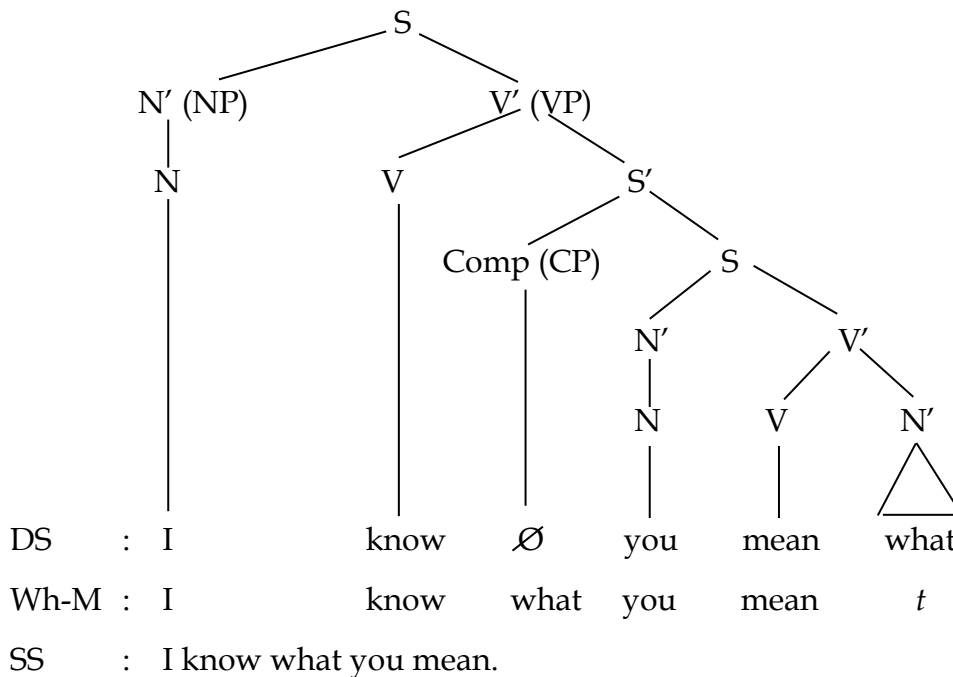 S
N' (NP) V' (VP)
N V S'
Comp (CP) S
N' V'
N V N'
DS : I know Ø you mean what
Wh-M : I know what you mean t
SS : I know what you mean.